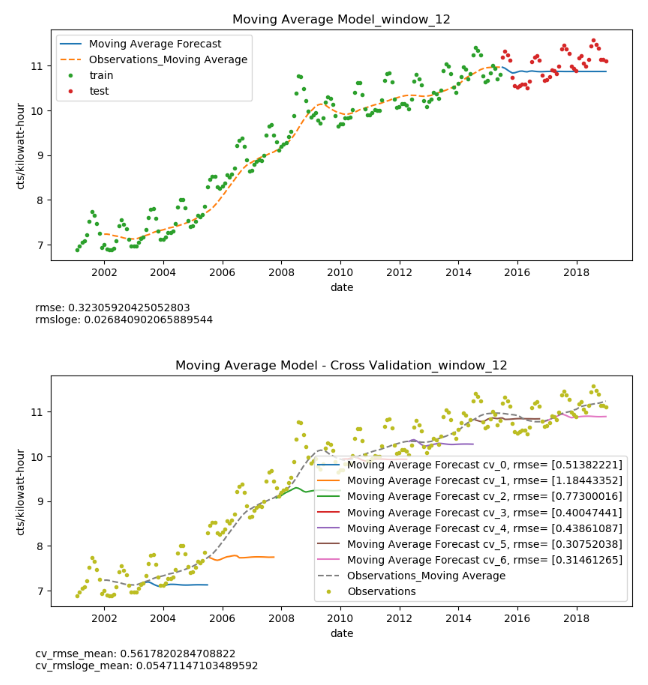 Moving Average Model_window_12
cts/kilowatt-hour
11
10
9
8
7
Moving Average Forecast
Observations_Moving Average
train
test
2002 2004 2006 2008 2010 2012 2014 2016 2018
date
rmse: 0.32305920425052803
rmsloge: 0.026840902065889544
Moving Average Model - Cross Validation_window_12
cts/kilowatt-hour
11
10
9
8
7
Moving Average Forecast cv_0, rmse= [0.51382221]
Moving Average Forecast cv_1, rmse= [1.18443352]
Moving Average Forecast cv_2, rmse= [0.77300016]
Moving Average Forecast cv_3, rmse= [0.40047441]
Moving Average Forecast cv_4, rmse= [0.43861087]
Moving Average Forecast cv_5, rmse= [0.30752038]
Moving Average Forecast cv_6, rmse= [0.31461265]
Observations_Moving Average
Observations
2002 2004 2006 2008 2010 2012 2014 2016 2018
date
cv_rmse_mean: 0.5617820284708822
cv_rmsloge_mean: 0.05471147103489592